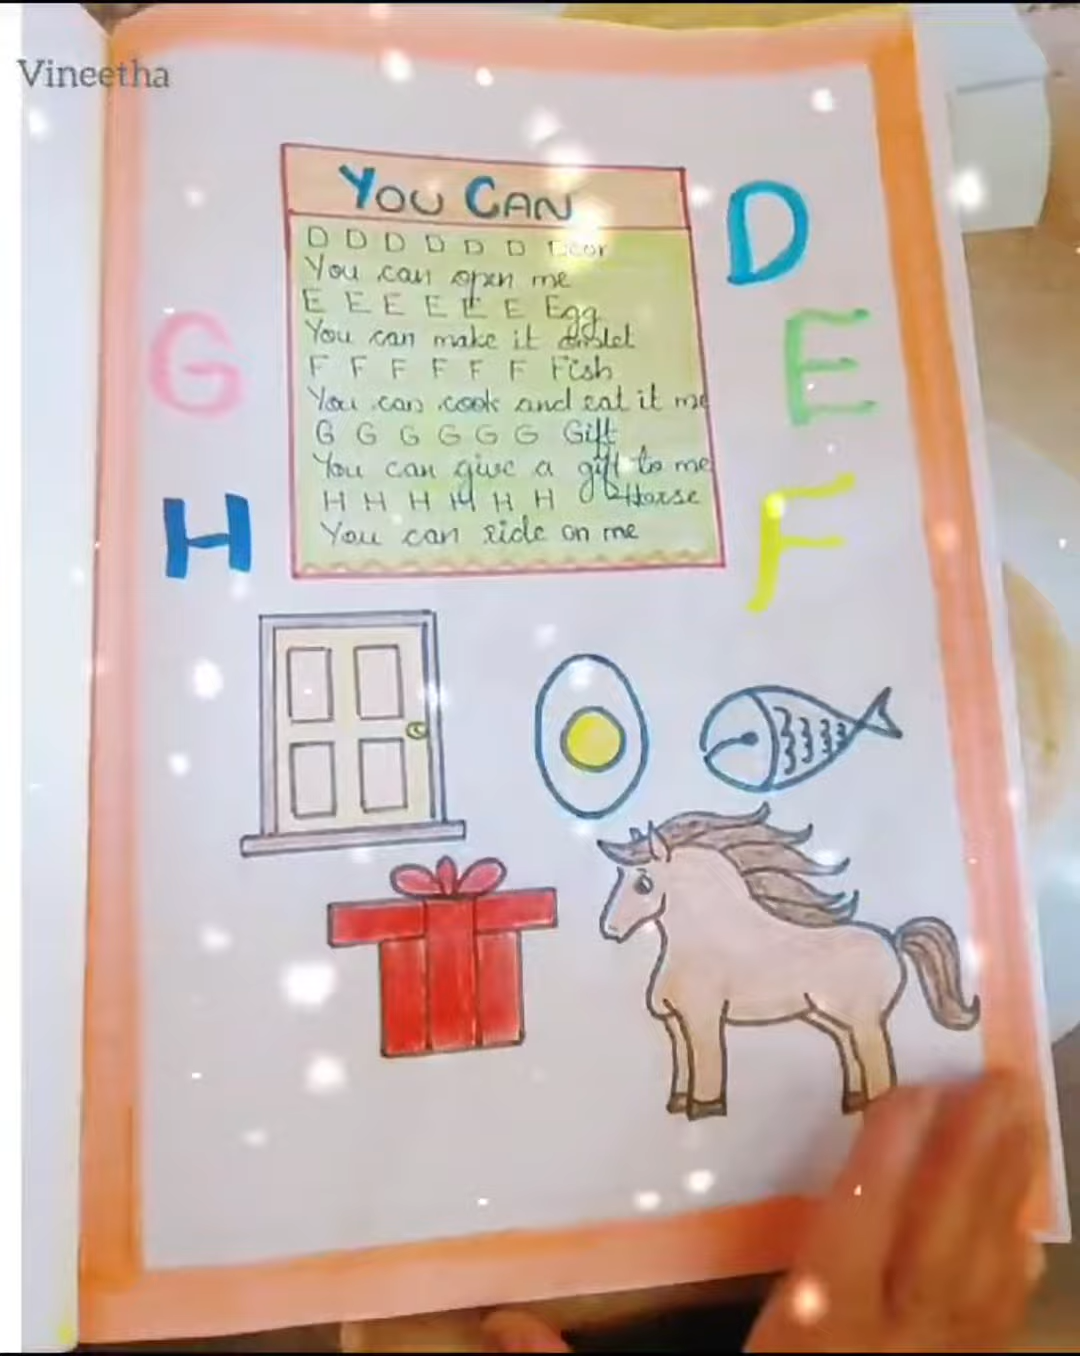 Vineetha
YOU CAN
D D D D D D Door
You can open me
E E E E E E Egg
You can make it
F F F F F F Fish
You can cook and eat it me
G G G G G G Gift
You can give a gift to me
H H H H H H Horse
You can ride on me
D
G
E
H
F